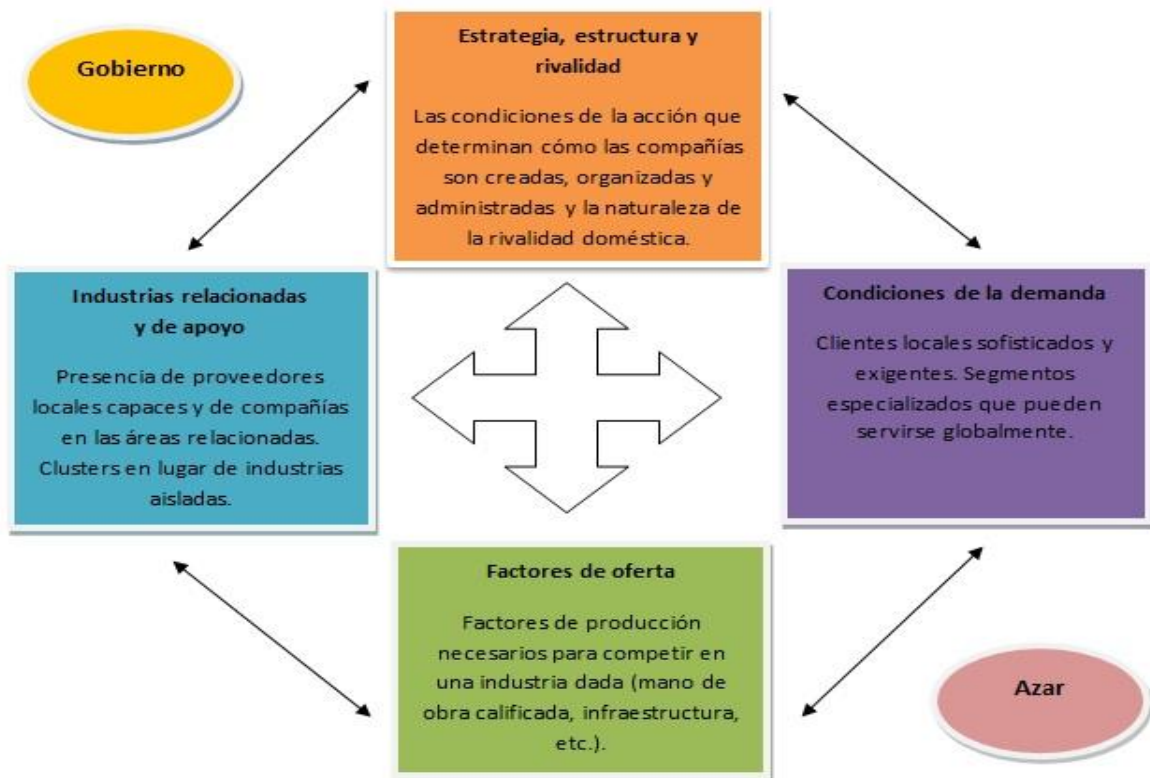 Gobierno
Estrategia, estructura y
rivalidad
Las condiciones de la acción que
determinan cómo las compañías
son creadas, organizadas y
administradas y la naturaleza de
la rivalidad doméstica.
Industrias relacionadas
y de apoyo
Presencia de proveedores
locales capaces y de compañías
en las áreas relacionadas.
Clusters en lugar de industrias
aisladas.
Condiciones de la demanda
Clientes locales sofisticados y
exigentes. Segmentos
especializados que pueden
servirse globalmente.
Factores de oferta
Factores de producción
necesarios para competir en
una industria dada (mano de
obra calificada, infraestructura,
etc.).
Azar